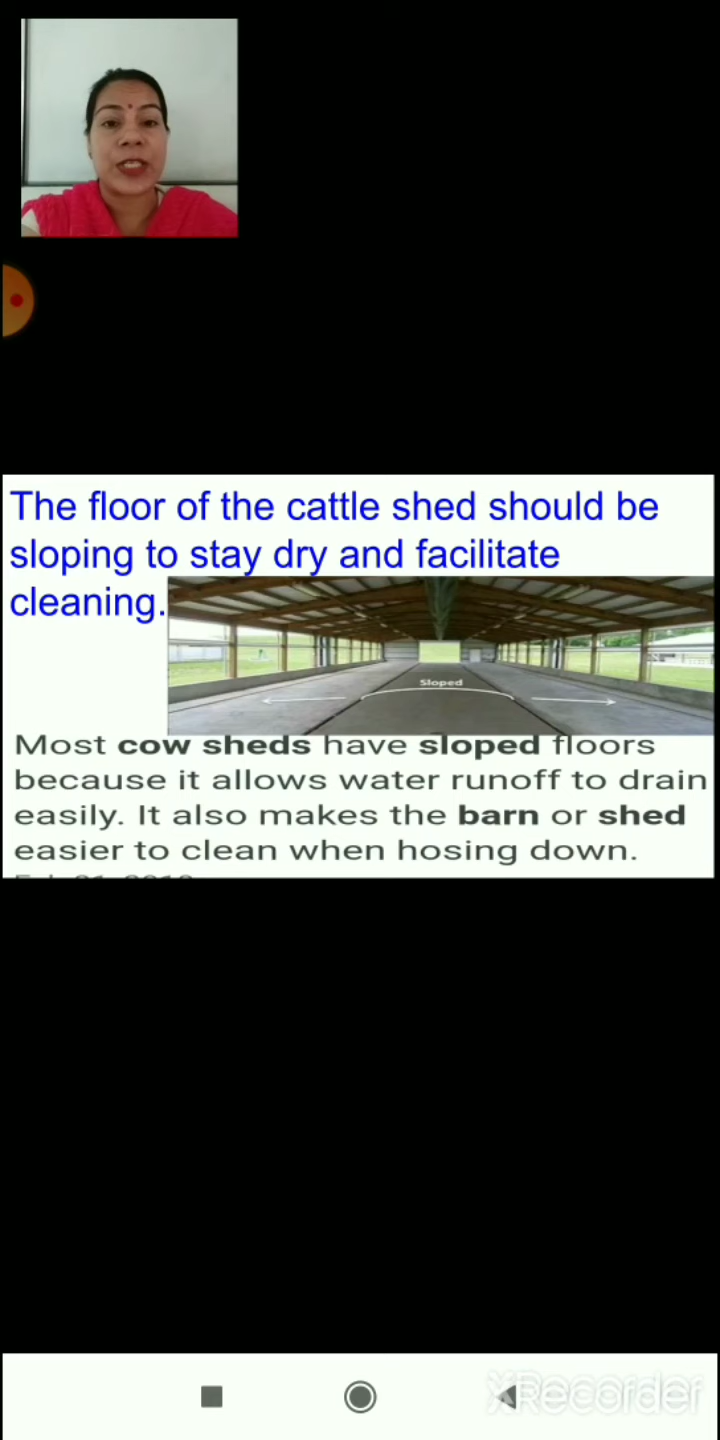 The floor of the cattle shed should be
sloping to stay dry and facilitate
cleaning.
Sloped
Most cow sheds have sloped floors
because it allows water runoff to drain
easily. It also makes the barn or shed
easier to clean when hosing down.
XRecorder